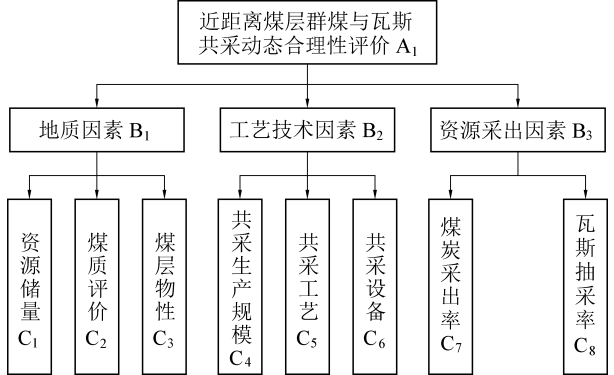 近距离煤层群煤与瓦斯
共采动态合理性评价 A₁
地质因素 B₁
工艺技术因素 B₂
资源采出因素 B₃
资源储量 C₁
煤质评价 C₂
煤层物性 C₃
共采生产规模 C₄
共采工艺 C₅
共采设备 C₆
煤炭采出率 C₇
瓦斯抽采率 C₈